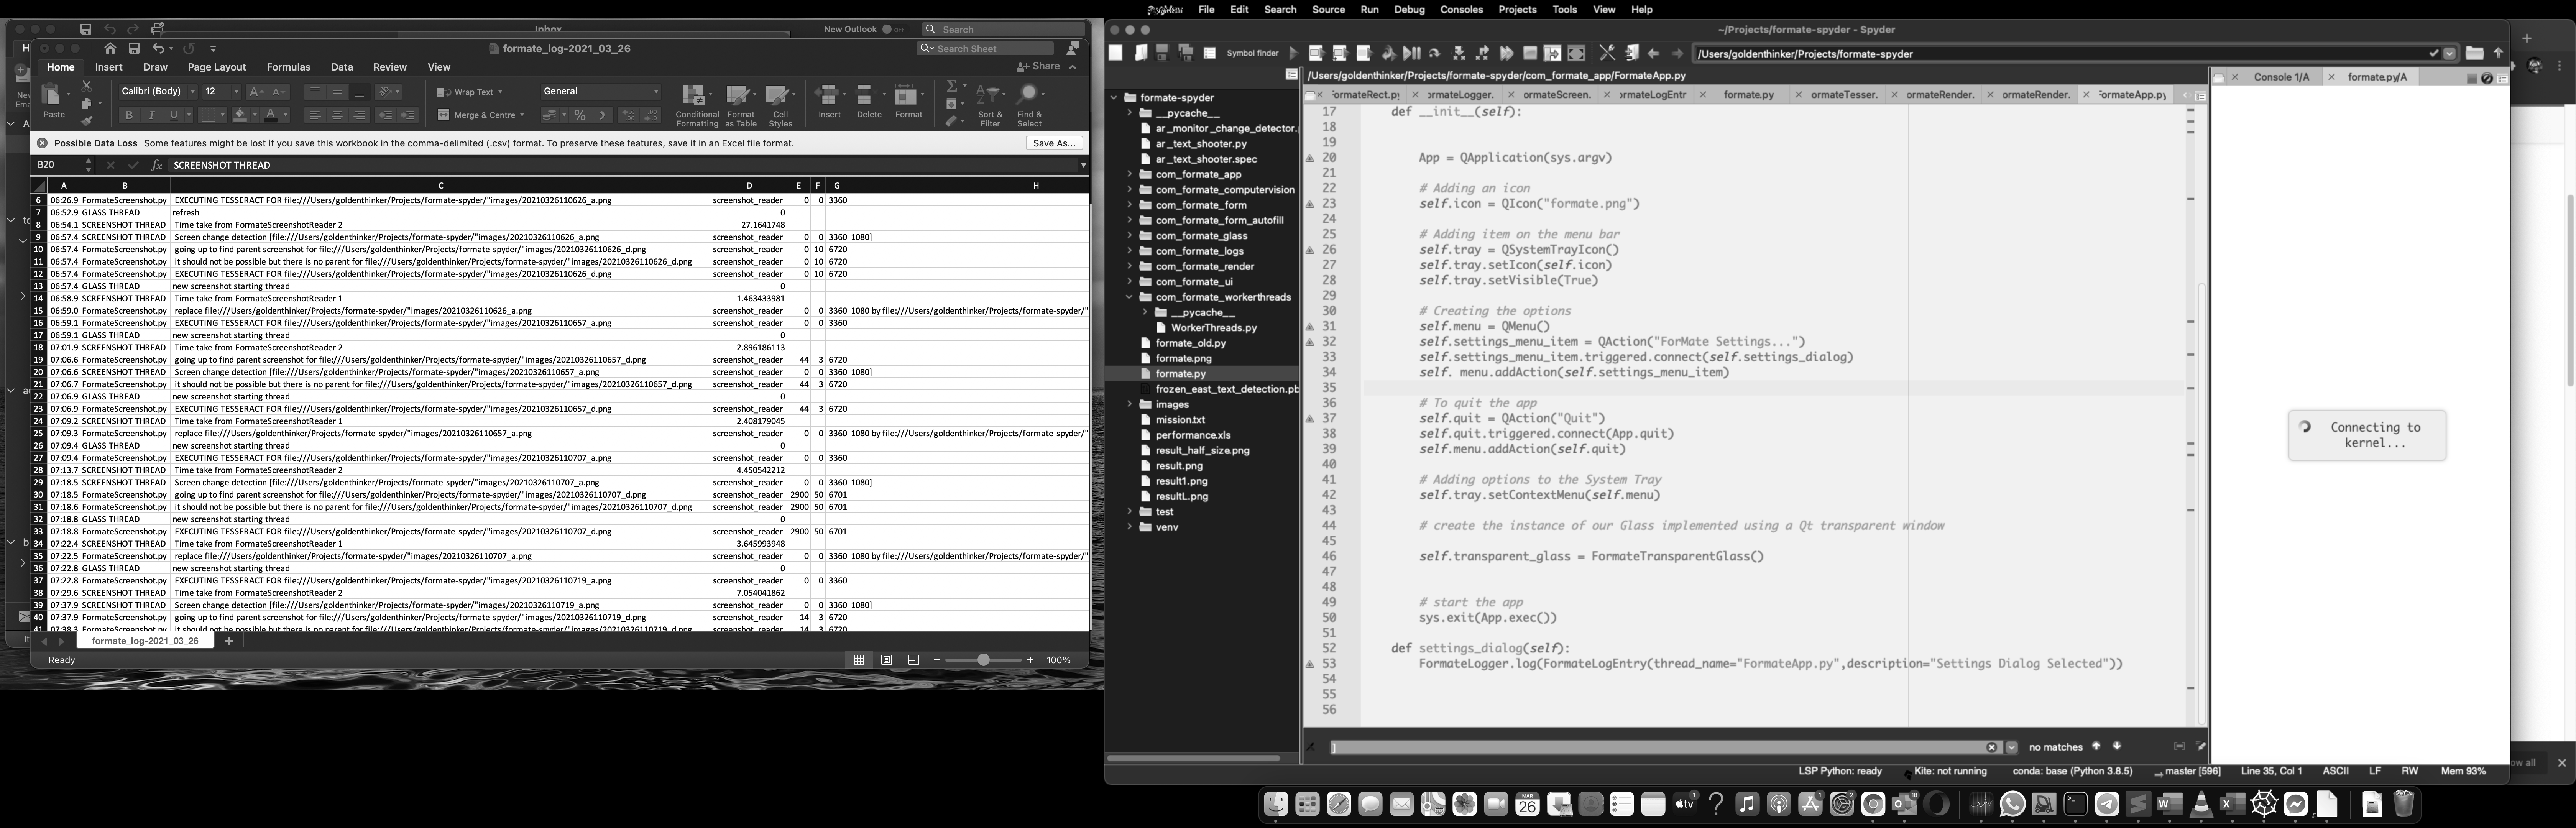 File Edit Search Source Run Debug Consoles Projects Tools View Help
Inbox
New Outlook
Search
formate_log-2021_03_26
Search Sheet
Home Insert Draw Page Layout Formulas Data Review View
Share
Paste
Calibri (Body) 12
Wrap Text
Merge & Centre
General
Conditional Formatting
Format as Table
Cell Styles
Insert Delete Format
Sort & Filter
Find & Select
Possible Data Loss Some features might be lost if you save this workbook in the comma-delimited (.csv) format. To preserve these features, save it in an Excel file format. Save As...
B20 fx SCREENSHOT THREAD
A B C D E F G H
6 06:26.9 FormateScreenshot.py EXECUTING TESSERACT FOR file:///Users/goldenthinker/Projects/formate-spyder/"images/20210326110626_a.png screenshot_reader 0 0 3360
7 06:52.9 GLASS THREAD refresh 0
8 06:54.1 SCREENSHOT THREAD Time take from FormateScreenshotReader 2 27.1641748
9 06:57.4 SCREENSHOT THREAD Screen change detection [file:///Users/goldenthinker/Projects/formate-spyder/"images/20210326110626_a.png screenshot_reader 0 0 3360 1080]
10 06:57.4 FormateScreenshot.py going up to find parent screenshot for file:///Users/goldenthinker/Projects/formate-spyder/"images/20210326110626_d.png screenshot_reader 0 10 6720
11 06:57.4 FormateScreenshot.py it should not be possible but there is no parent for file:///Users/goldenthinker/Projects/formate-spyder/"images/20210326110626_d.png screenshot_reader 0 10 6720
12 06:57.4 FormateScreenshot.py EXECUTING TESSERACT FOR file:///Users/goldenthinker/Projects/formate-spyder/"images/20210326110626_d.png screenshot_reader 0 10 6720
13 06:57.4 GLASS THREAD new screenshot starting thread 0
14 06:58.9 SCREENSHOT THREAD Time take from FormateScreenshotReader 1 1.463433981
15 06:59.0 FormateScreenshot.py replace file:///Users/goldenthinker/Projects/formate-spyder/"images/20210326110626_a.png screenshot_reader 0 0 3360 1080 by file:///Users/goldenthinker/Projects/formate-spyder/"
16 06:59.1 FormateScreenshot.py EXECUTING TESSERACT FOR file:///Users/goldenthinker/Projects/formate-spyder/"images/20210326110657_a.png screenshot_reader 0 0 3360
17 06:59.1 GLASS THREAD new screenshot starting thread 0
18 07:01.9 SCREENSHOT THREAD Time take from FormateScreenshotReader 2 2.896186113
19 07:06.6 FormateScreenshot.py going up to find parent screenshot for file:///Users/goldenthinker/Projects/formate-spyder/"images/20210326110657_d.png screenshot_reader 44 3 6720
20 07:06.6 SCREENSHOT THREAD Screen change detection [file:///Users/goldenthinker/Projects/formate-spyder/"images/20210326110657_a.png screenshot_reader 0 0 3360 1080]
21 07:06.7 FormateScreenshot.py it should not be possible but there is no parent for file:///Users/goldenthinker/Projects/formate-spyder/"images/20210326110657_d.png screenshot_reader 44 3 6720
22 07:06.9 GLASS THREAD new screenshot starting thread 0
23 07:06.9 FormateScreenshot.py EXECUTING TESSERACT FOR file:///Users/goldenthinker/Projects/formate-spyder/"images/20210326110657_d.png screenshot_reader 44 3 6720
24 07:09.2 SCREENSHOT THREAD Time take from FormateScreenshotReader 1 2.408179045
25 07:09.3 FormateScreenshot.py replace file:///Users/goldenthinker/Projects/formate-spyder/"images/20210326110657_a.png screenshot_reader 0 0 3360 1080 by file:///Users/goldenthinker/Projects/formate-spyder/"
26 07:09.4 GLASS THREAD new screenshot starting thread 0
27 07:09.4 FormateScreenshot.py EXECUTING TESSERACT FOR file:///Users/goldenthinker/Projects/formate-spyder/"images/20210326110707_a.png screenshot_reader 0 0 3360
28 07:13.7 SCREENSHOT THREAD Time take from FormateScreenshotReader 2 4.450542212
29 07:18.5 SCREENSHOT THREAD Screen change detection [file:///Users/goldenthinker/Projects/formate-spyder/"images/20210326110707_a.png screenshot_reader 0 0 3360 1080]
30 07:18.5 FormateScreenshot.py going up to find parent screenshot for file:///Users/goldenthinker/Projects/formate-spyder/"images/20210326110707_d.png screenshot_reader 2900 50 6701
31 07:18.6 FormateScreenshot.py it should not be possible but there is no parent for file:///Users/goldenthinker/Projects/formate-spyder/"images/20210326110707_d.png screenshot_reader 2900 50 6701
32 07:18.8 GLASS THREAD new screenshot starting thread 0
33 07:18.8 FormateScreenshot.py EXECUTING TESSERACT FOR file:///Users/goldenthinker/Projects/formate-spyder/"images/20210326110707_d.png screenshot_reader 2900 50 6701
34 07:22.4 SCREENSHOT THREAD Time take from FormateScreenshotReader 1 3.645993948
35 07:22.5 FormateScreenshot.py replace file:///Users/goldenthinker/Projects/formate-spyder/"images/20210326110707_a.png screenshot_reader 0 0 3360 1080 by file:///Users/goldenthinker/Projects/formate-spyder/"
36 07:22.8 GLASS THREAD new screenshot starting thread 0
37 07:22.8 FormateScreenshot.py EXECUTING TESSERACT FOR file:///Users/goldenthinker/Projects/formate-spyder/"images/20210326110719_a.png screenshot_reader 0 0 3360
38 07:29.6 SCREENSHOT THREAD Time take from FormateScreenshotReader 2 7.054041862
39 07:37.9 SCREENSHOT THREAD Screen change detection [file:///Users/goldenthinker/Projects/formate-spyder/"images/20210326110719_a.png screenshot_reader 0 0 3360 1080]
40 07:37.9 FormateScreenshot.py going up to find parent screenshot for file:///Users/goldenthinker/Projects/formate-spyder/"images/20210326110719_d.png screenshot_reader 14 3 6720
41 07:38.3 FormateScreenshot.py it should not be possible but there is no parent for file:///Users/goldenthinker/Projects/formate-spyder/"images/20210326110719_d.png screenshot_reader 14 3 6720
formate_log-2021_03_26
Ready
100%
~/Projects/formate-spyder - Spyder
Symbol finder
/Users/goldenthinker/Projects/formate-spyder
/Users/goldenthinker/Projects/formate-spyder/com_formate_app/FormateApp.py
formate-spyder
__pycache__
ar_monitor_change_detector.
ar_text_shooter.py
ar_text_shooter.spec
com_formate_app
com_formate_computervision
com_formate_form
com_formate_form_autofill
com_formate_glass
com_formate_logs
com_formate_render
com_formate_ui
com_formate_workerthreads
__pycache__
WorkerThreads.py
formate_old.py
formate.png
formate.py
frozen_east_text_detection.pb
images
mission.txt
performance.xls
result_half_size.png
result.png
result1.png
resultL.png
test
venv
ormateRect.py ormateLogger. ormateScreen. ormateLogEntr formate.py ormateTesser. ormateRender. ormateRender. FormateApp.py
17 def __init__(self):
18
19
20 App = QApplication(sys.argv)
21
22 # Adding an icon
23 self.icon = QIcon("formate.png")
24
25 # Adding item on the menu bar
26 self.tray = QSystemTrayIcon()
27 self.tray.setIcon(self.icon)
28 self.tray.setVisible(True)
29
30 # Creating the options
31 self.menu = QMenu()
32 self.settings_menu_item = QAction("ForMate Settings...")
33 self.settings_menu_item.triggered.connect(self.settings_dialog)
34 self. menu.addAction(self.settings_menu_item)
35
36 # To quit the app
37 self.quit = QAction("Quit")
38 self.quit.triggered.connect(App.quit)
39 self.menu.addAction(self.quit)
40
41 # Adding options to the System Tray
42 self.tray.setContextMenu(self.menu)
43
44 # create the instance of our Glass implemented using a Qt transparent window
45
46 self.transparent_glass = FormateTransparentGlass()
47
48
49 # start the app
50 sys.exit(App.exec())
51
52 def settings_dialog(self):
53 FormateLogger.log(FormateLogEntry(thread_name="FormateApp.py",description="Settings Dialog Selected"))
54
55
56
]
no matches
Console 1/A formate.py/A
Connecting to
kernel...
LSP Python: ready Kite: not running conda: base (Python 3.8.5) master [596] Line 35, Col 1 ASCII LF RW Mem 93%
ow all
MAR
26
tv